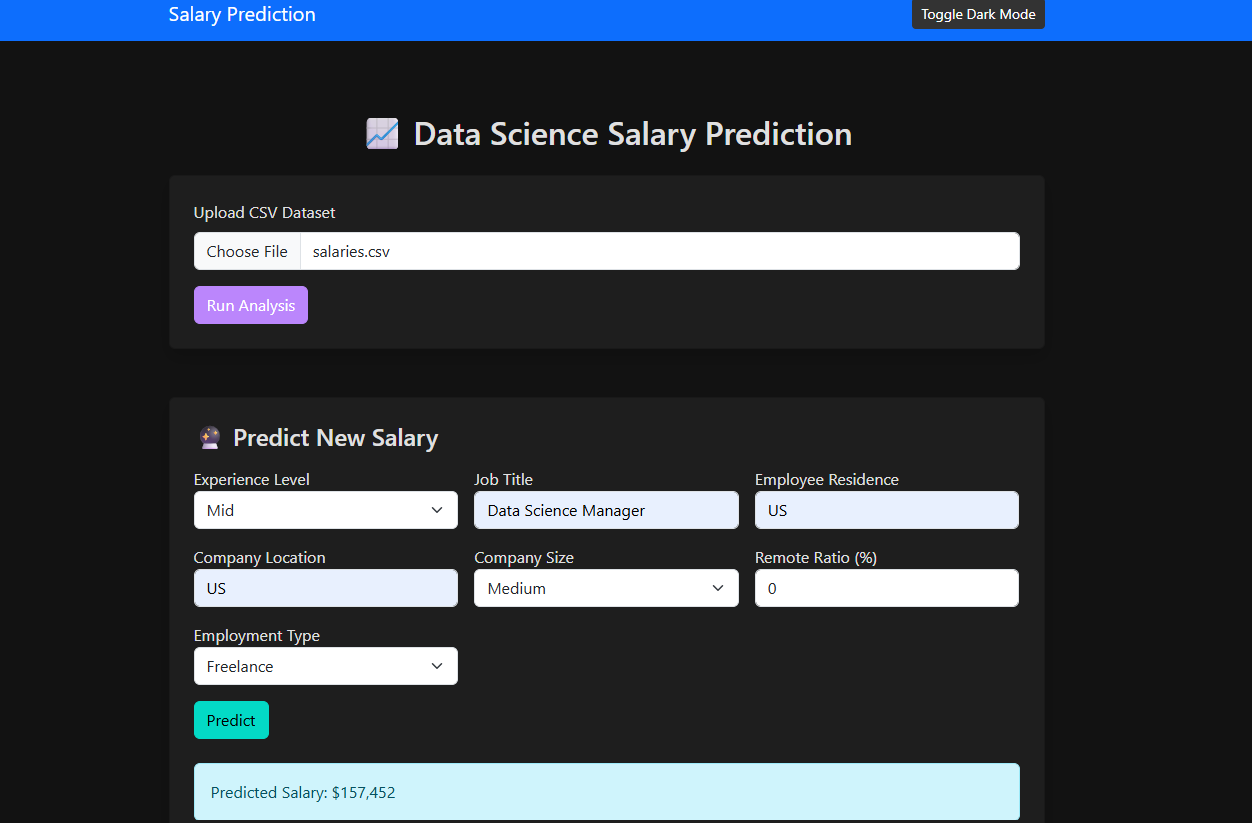 Salary Prediction
Toggle Dark Mode
Data Science Salary Prediction
Upload CSV Dataset
Choose File salaries.csv
Run Analysis
Predict New Salary
Experience Level Job Title Employee Residence
Mid Data Science Manager US
Company Location Company Size Remote Ratio (%)
US Medium 0
Employment Type
Freelance
Predict
Predicted Salary: $157,452